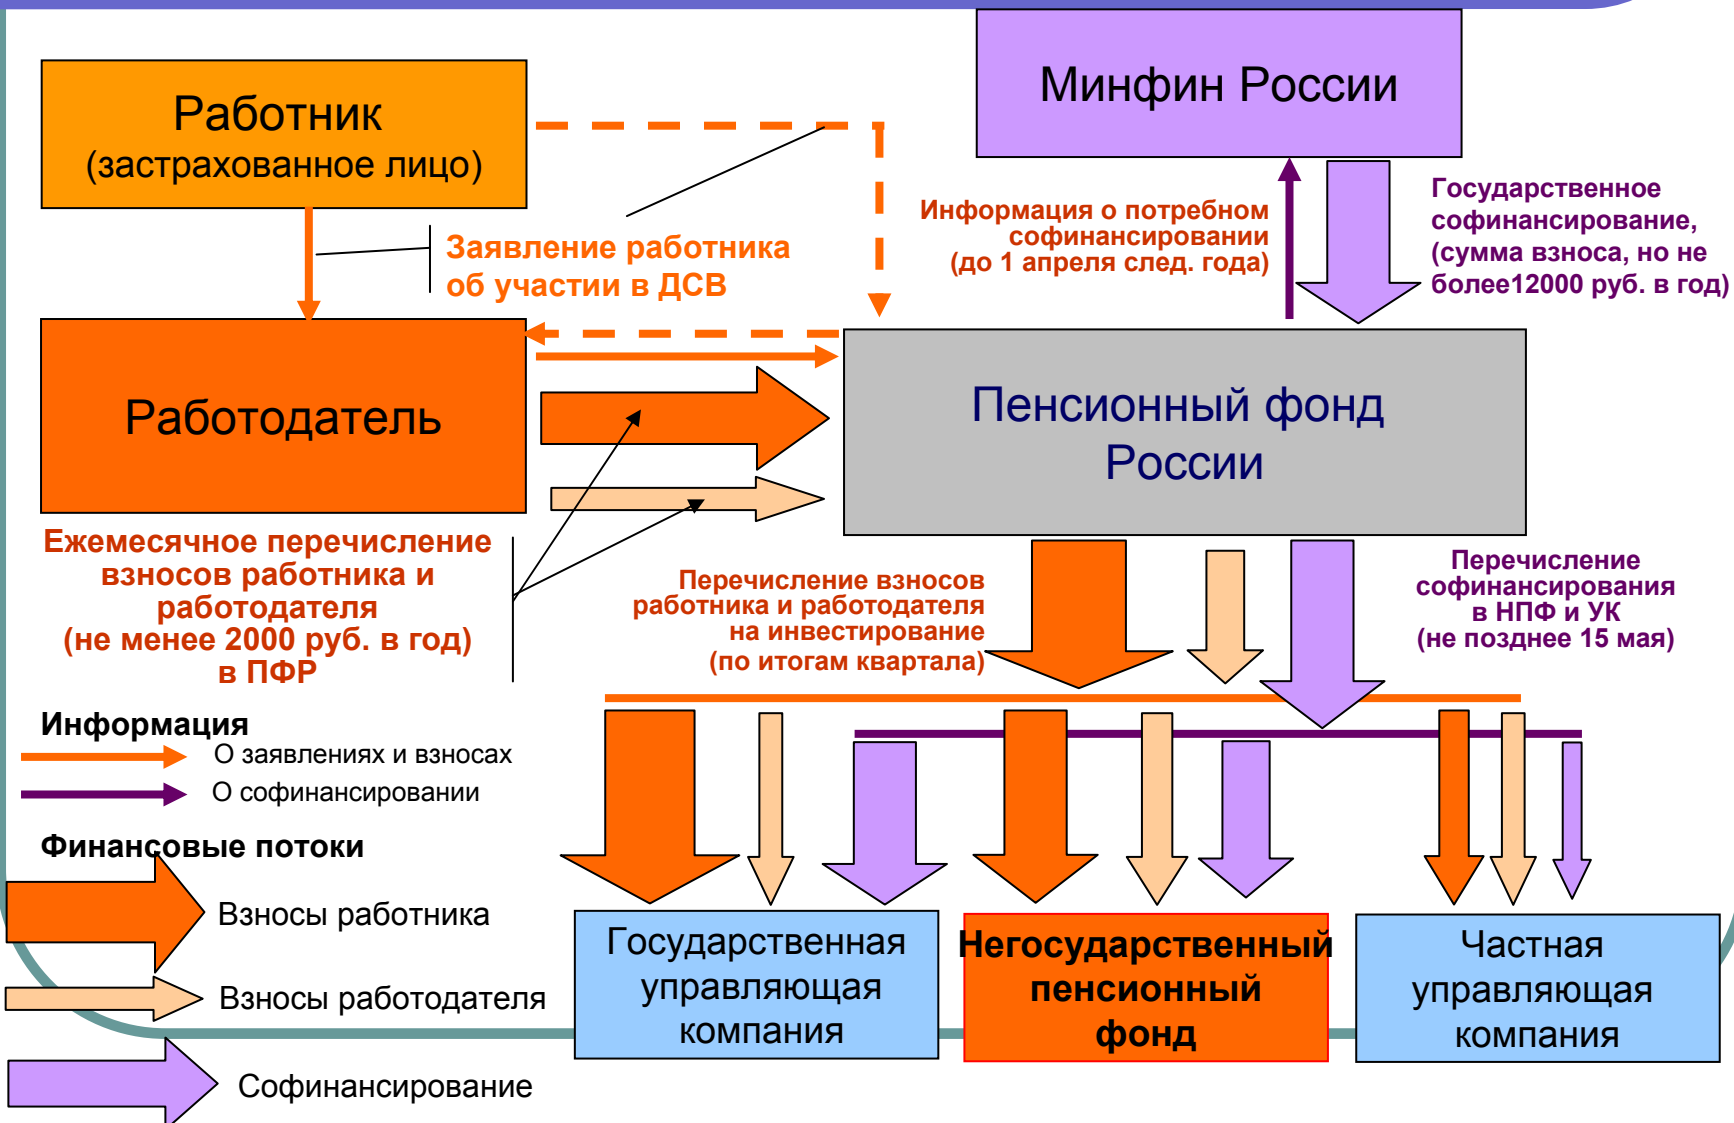 Работник
(застрахованное лицо)
Минфин России
Заявление работника
об участии в ДСВ
Информация о потребном
софинансировании
(до 1 апреля след. года)
Государственное
софинансирование,
(сумма взноса, но не
более12000 руб. в год)
Работодатель
Пенсионный фонд
России
Ежемесячное перечисление
взносов работника и
работодателя
(не менее 2000 руб. в год)
в ПФР
Перечисление взносов
работника и работодателя
на инвестирование
(по итогам квартала)
Перечисление
софинансирования
в НПФ и УК
(не позднее 15 мая)
Информация
О заявлениях и взносах
О софинансировании
Финансовые потоки
Взносы работника
Взносы работодателя
Софинансирование
Государственная
управляющая
компания
Негосударственный
пенсионный
фонд
Частная
управляющая
компания